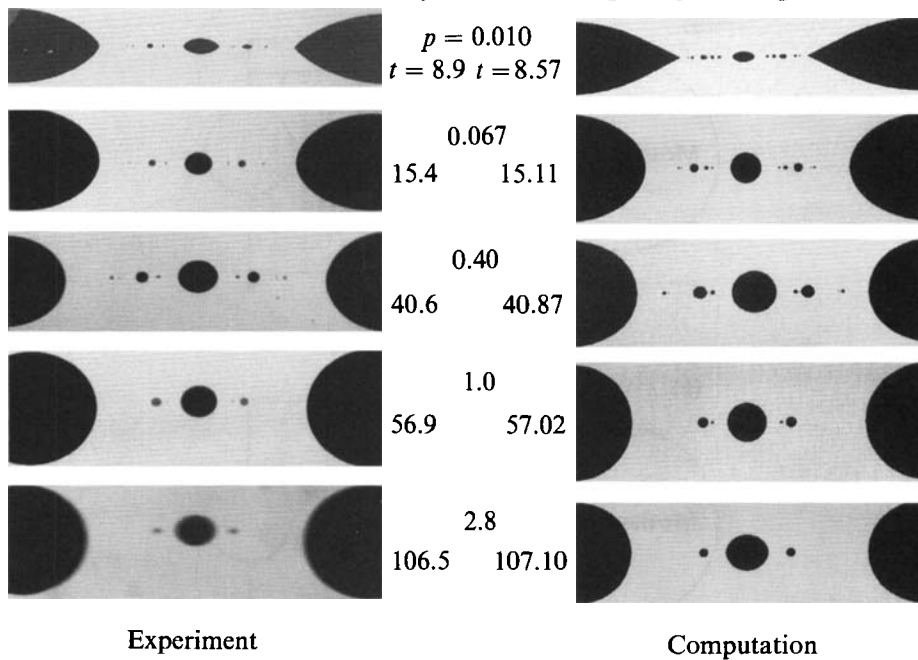 p = 0.010
t = 8.9 t = 8.57
0.067
15.4 15.11
0.40
40.6 40.87
1.0
56.9 57.02
2.8
106.5 107.10
Experiment Computation